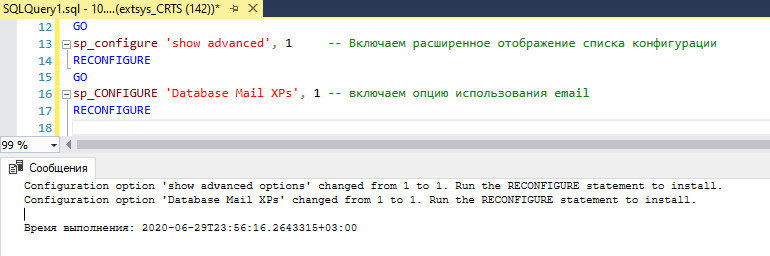 SQLQuery1.sql - 10....(extsys_CRTS (142))*
12 GO
13 sp_configure 'show advanced', 1 -- Включаем расширенное отображение списка конфигурации
14 RECONFIGURE
15 GO
16 sp_CONFIGURE 'Database Mail XPs', 1 -- включаем опцию использования email
17 RECONFIGURE
18
99 %
Сообщения
Configuration option 'show advanced options' changed from 1 to 1. Run the RECONFIGURE statement to install.
Configuration option 'Database Mail XPs' changed from 1 to 1. Run the RECONFIGURE statement to install.
Время выполнения: 2020-06-29T23:56:16.2643315+03:00